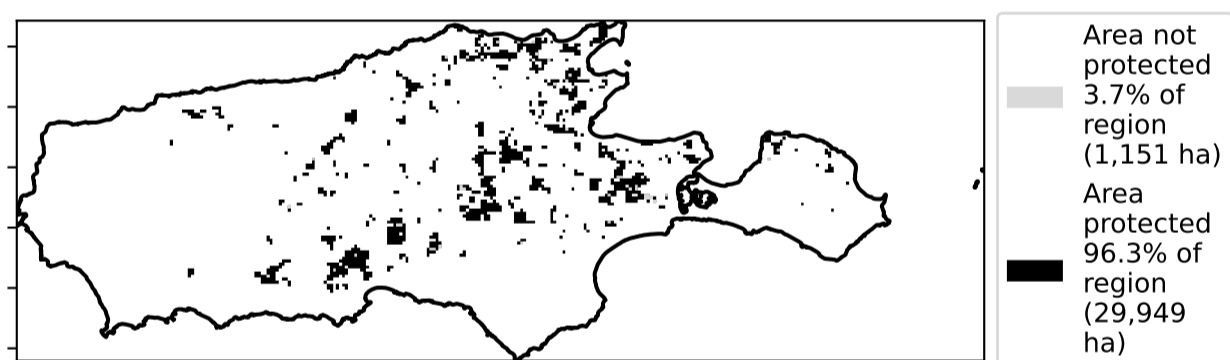 Area not
protected
3.7% of
region
(1,151 ha)
Area
protected
96.3% of
region
(29,949
ha)